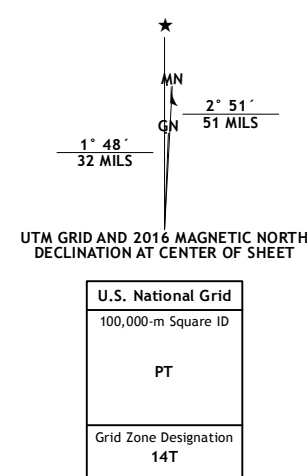 ★
MN
GN
2° 51´
51 MILS
1° 48´
32 MILS
UTM GRID AND 2016 MAGNETIC NORTH
DECLINATION AT CENTER OF SHEET
U.S. National Grid
100,000-m Square ID
PT
Grid Zone Designation
14T